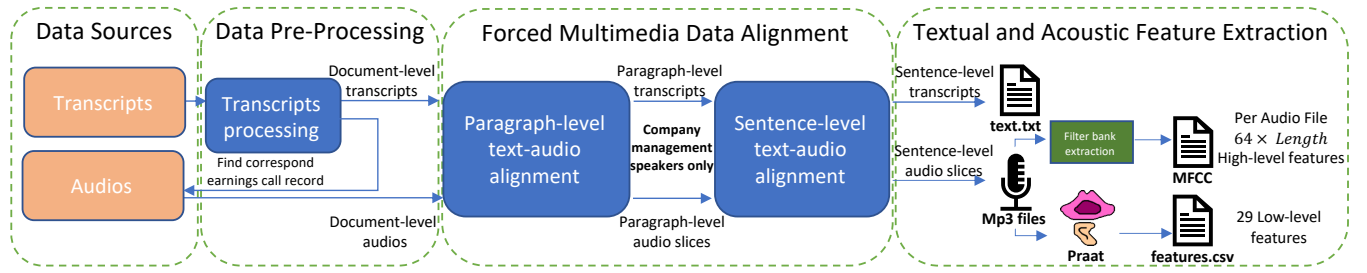 Data Sources
Transcripts
Audios
Data Pre-Processing
Transcripts
processing
Document-level
transcripts
Find correspond
earnings call record
Document-level
audios
Forced Multimedia Data Alignment
Paragraph-level
text-audio
alignment
Paragraph-level
transcripts
Company
management
speakers only
Paragraph-level
audio slices
Sentence-level
text-audio
alignment
Textual and Acoustic Feature Extraction
Sentence-level
transcripts
text.txt
Sentence-level
audio slices
Mp3 files
Filter bank
extraction
MFCC
Per Audio File
64 × Length
High-level features
Praat
features.csv
29 Low-level
features